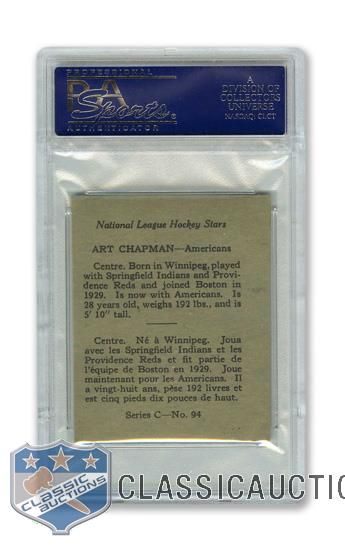 PROFESSIONAL
PSA
Sports®
AUTHENTICATOR
A
DIVISION OF
COLLECTORS
UNIVERSE
NASDAQ: CLCT
National League Hockey Stars
ART CHAPMAN—Americans
Centre. Born in Winnipeg, played
with Springfield Indians and Provi-
dence Reds and joined Boston in
1929. Is now with Americans. Is
28 years old, weighs 192 lbs., and is
5' 10" tall.
Centre. Né à Winnipeg. Joua
avec les Springfield Indians et les
Providence Reds et fit partie de
l'équipe de Boston en 1929. Joue
maintenant pour les Americans. Il
a vingt-huit ans, pèse 192 livres et
est cinq pieds dix pouces de haut.
Series C—No. 94
CLASSIC
AUCTIONS
CLASSICAUCTIO